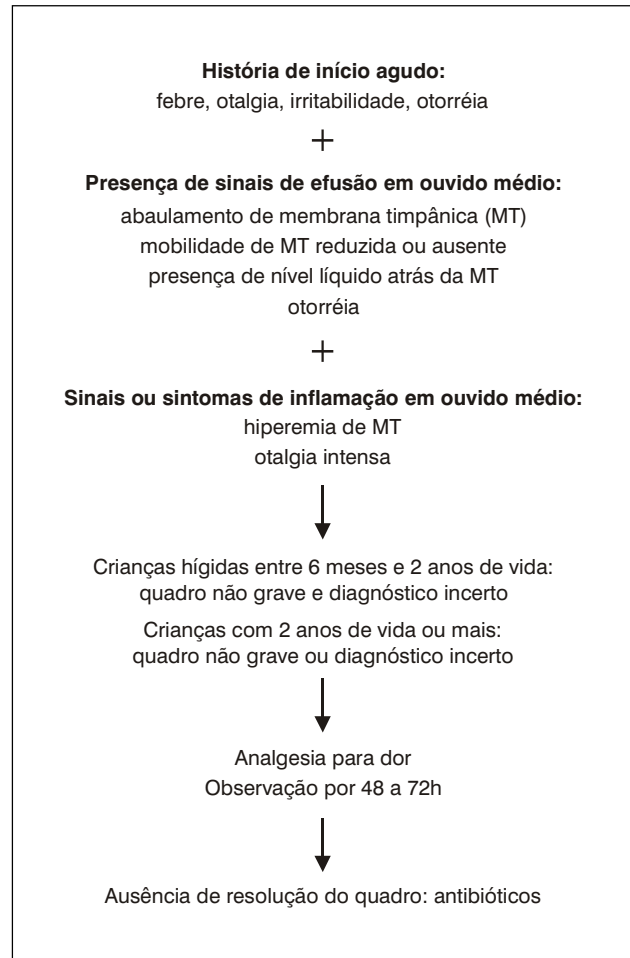 História de início agudo:
febre, otalgia, irritabilidade, otorréia
+
Presença de sinais de efusão em ouvido médio:
abaulamento de membrana timpânica (MT)
mobilidade de MT reduzida ou ausente
presença de nível líquido atrás da MT
otorréia
+
Sinais ou sintomas de inflamação em ouvido médio:
hiperemia de MT
otalgia intensa
Crianças hígidas entre 6 meses e 2 anos de vida:
quadro não grave e diagnóstico incerto
Crianças com 2 anos de vida ou mais:
quadro não grave ou diagnóstico incerto
Analgesia para dor
Observação por 48 a 72h
Ausência de resolução do quadro: antibióticos